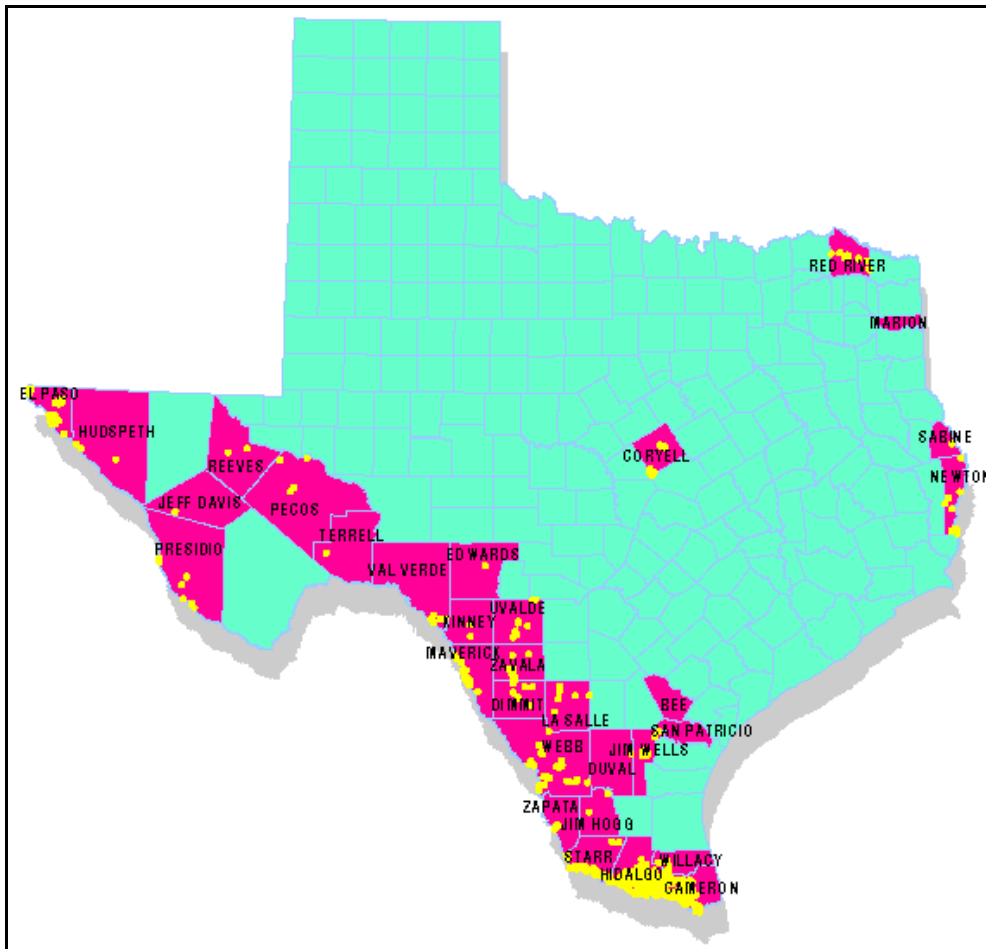 RED RIVER
MARION
EL PASO
HUDSPETH
SABINE
CORYELL
REEVES
NEWTON
JEFF DAVIS
PECOS
TERRELL
PRESIDIO
EDWARDS
VAL VERDE
UVALDE
KINNEY
MAVERICK
ZAVALA
DIMMIT
BEE
LA SALLE
SAN PATRICIO
WEBB
JIM WELLS
DUVAL
ZAPATA
JIM HOGG
STARR
WILLACY
HIDALGO
CAMERON